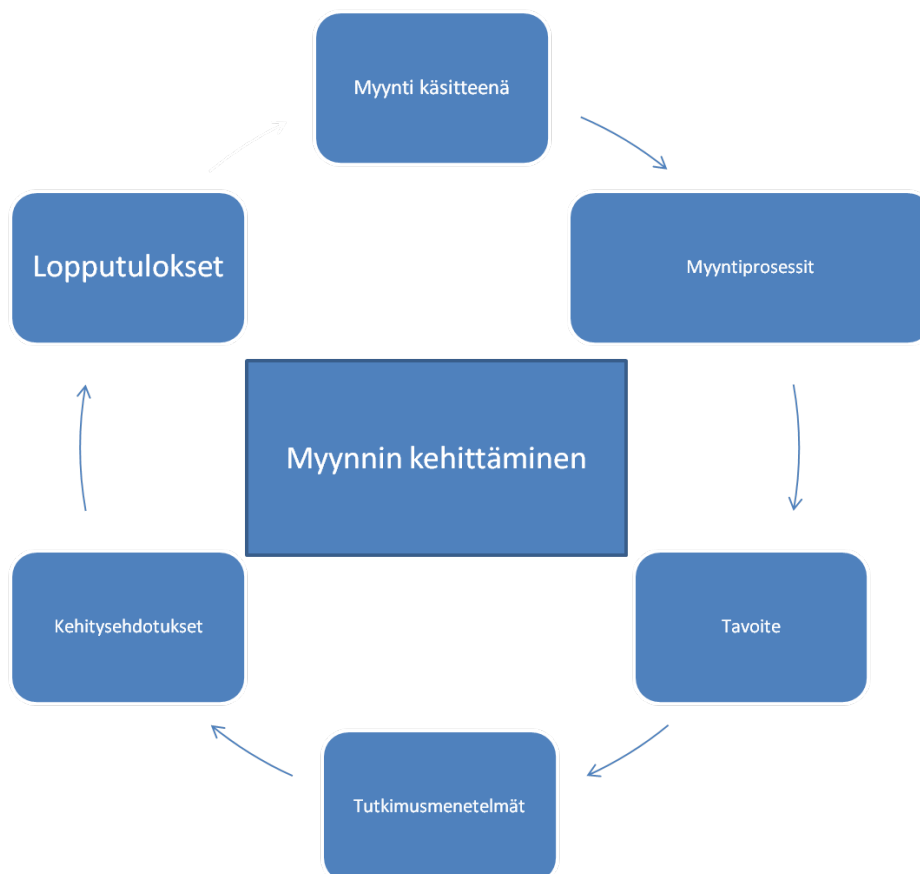 Myynti käsitteenä
Myyntiprosessit
Tavoite
Tutkimusmenetelmät
Kehitysehdotukset
Lopputulokset
Myynnin kehittäminen